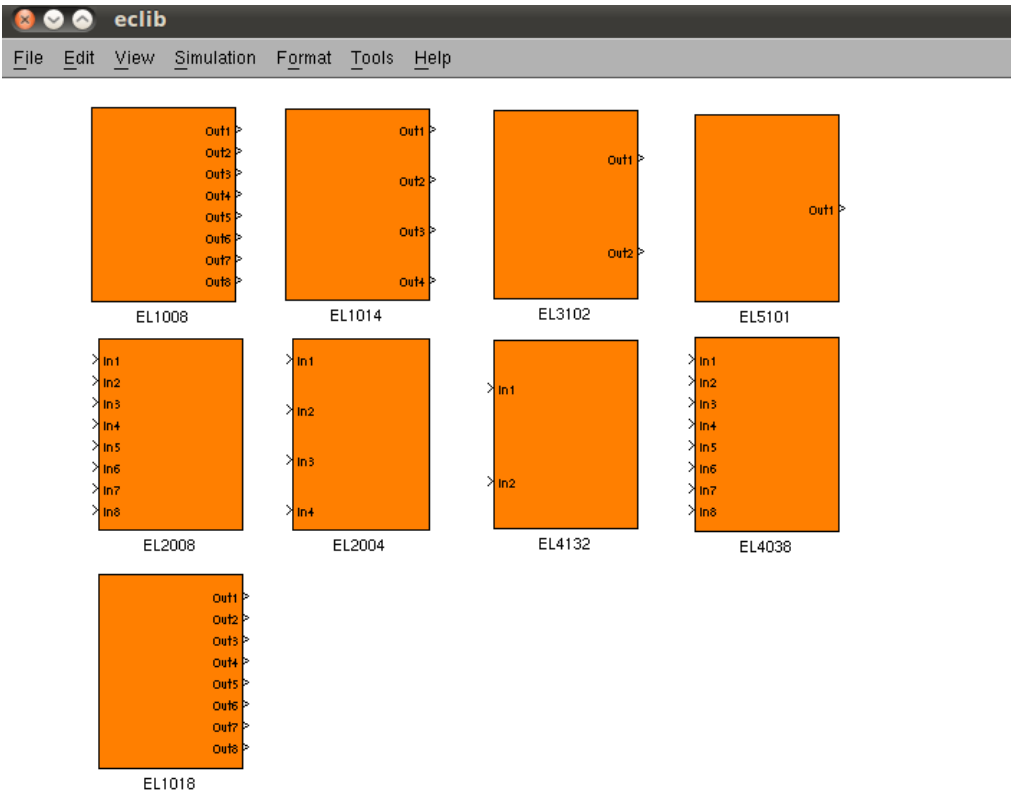 eclib
File Edit View Simulation Format Tools Help
Out1
Out2
Out3
Out4
Out5
Out6
Out7
Out8
EL1008
Out1
Out2
Out3
Out4
EL1014
Out1
Out2
EL3102
Out1
EL5101
In1
In2
In3
In4
In5
In6
In7
In8
EL2008
In1
In2
In3
In4
EL2004
In1
In2
EL4132
In1
In2
In3
In4
In5
In6
In7
In8
EL4038
Out1
Out2
Out3
Out4
Out5
Out6
Out7
Out8
EL1018